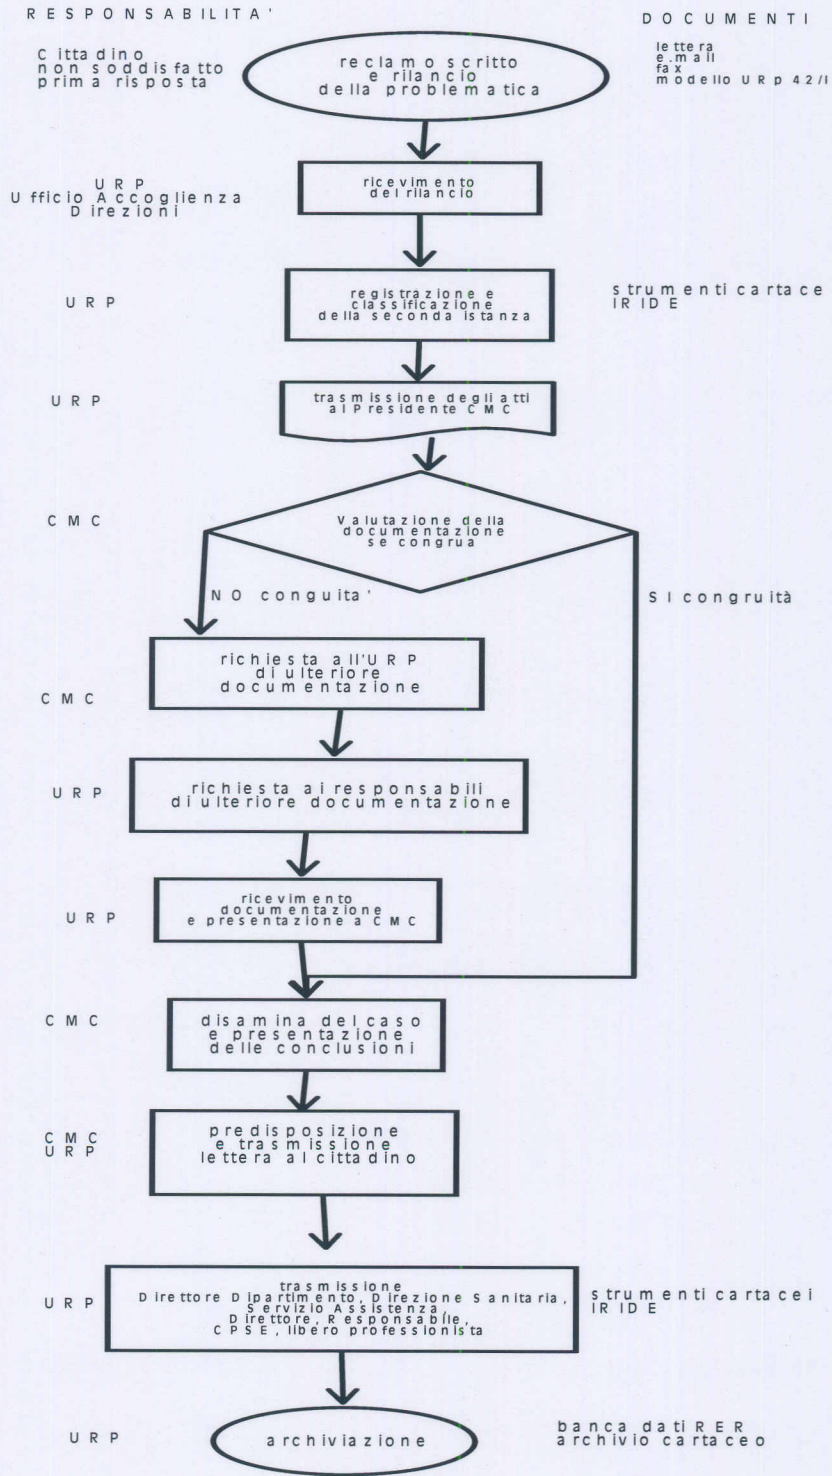 RESPONSABILITA'
DOCUMENTI
Cittadino
non soddisfatto
prima risposta
reclamo scritto
e rilancio
della problematica
lettera
e.mail
fax
modello URp 42/I
URP
Ufficio Accoglienza
Direzioni
ricevimento
del rilancio
URP
registrazione e
classificazione
della seconda istanza
strumenti cartace
IRIDE
URP
trasmissione degli atti
al Presidente CMC
CMC
Valutazione della
documentazione
se congrua
NO conguita'
SI congruità
CMC
richiesta all'URP
di ulteriore
documentazione
URP
richiesta ai responsabili
di ulteriore documentazione
URP
ricevimento
documentazione
e presentazione a CMC
CMC
disamina del caso
e presentazione
delle conclusioni
CMC
URP
predisposizione
e trasmissione
lettera al cittadino
URP
trasmissione
Direttore Dipartimento, Direzione Sanitaria,
Servizio Assistenza,
Direttore, Responsabile,
CPSE, libero professionista
strumenti cartacei
IRIDE
URP
archiviazione
banca dati RER
archivio cartaceo